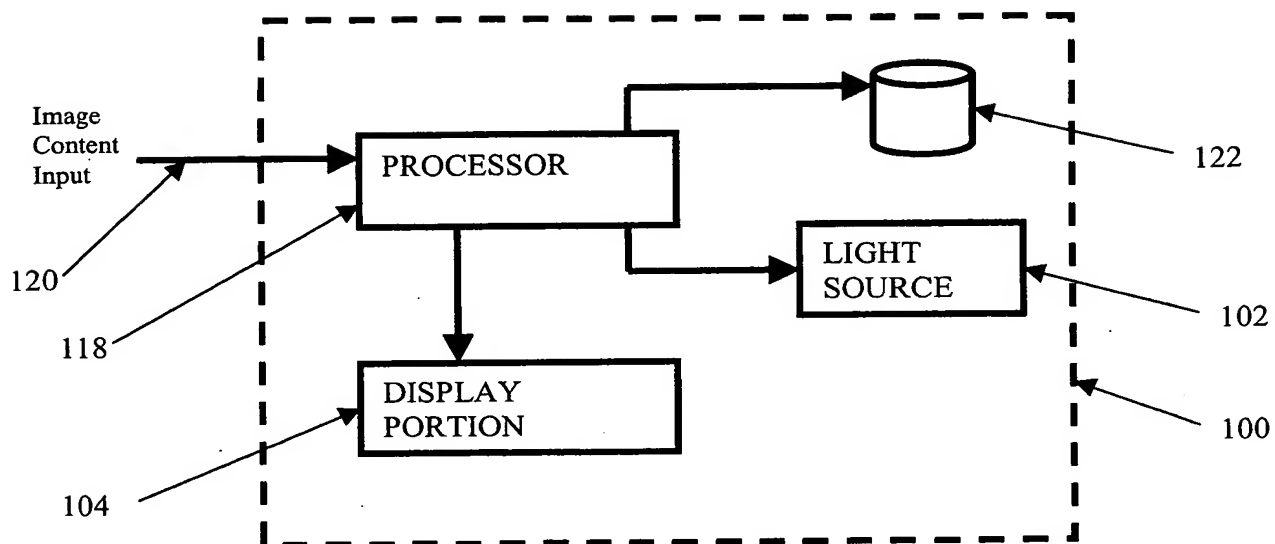 Image
Content
Input
PROCESSOR
122
120
LIGHT
SOURCE
102
118
DISPLAY
PORTION
100
104